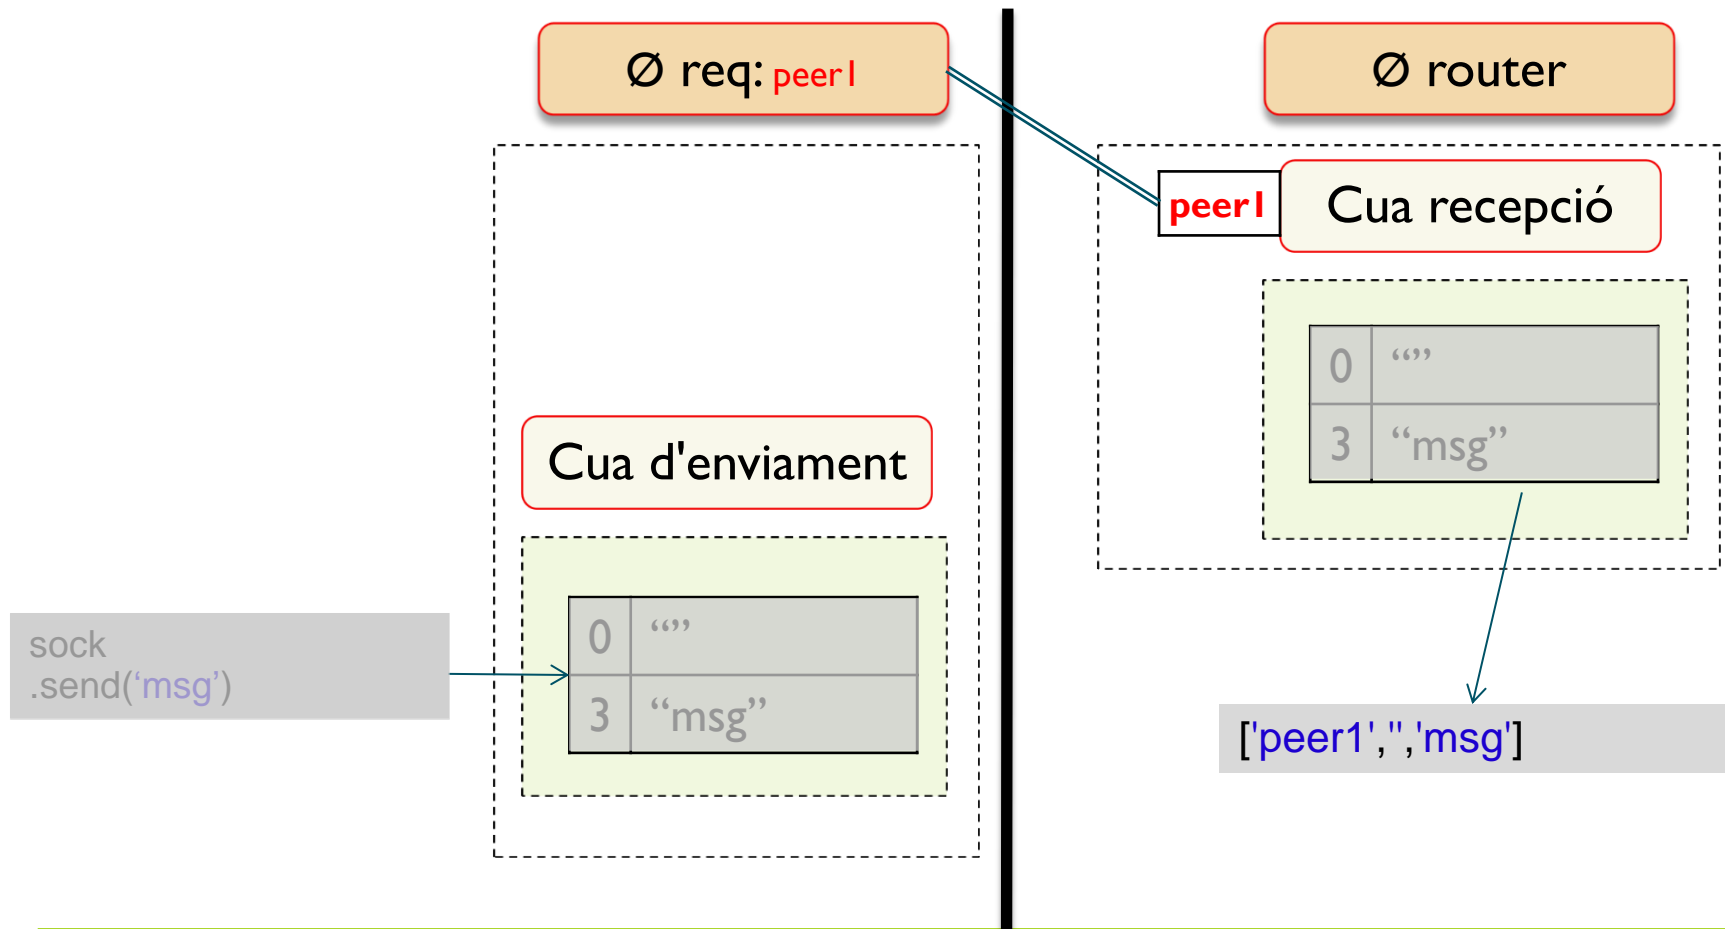 Ø req: peer1
Ø router
peer1
Cua recepció
0 “”
3 “msg”
Cua d'enviament
0 “”
3 “msg”
sock
.send(‘msg’)
['peer1','','msg']